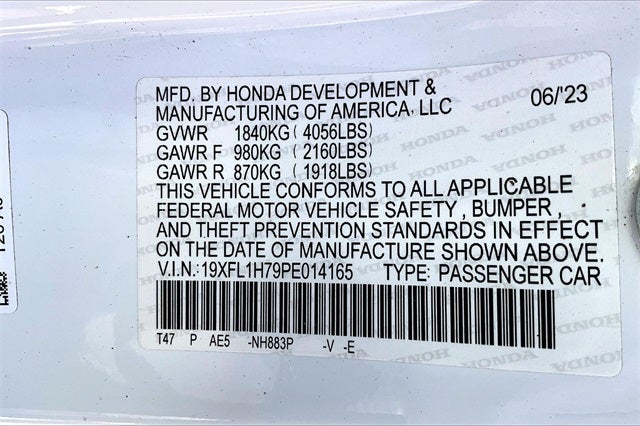 MFD. BY HONDA DEVELOPMENT &
MANUFACTURING OF AMERICA, LLC 06/'23
GVWR 1840KG ( 4056LBS)
GAWR F 980KG ( 2160LBS)
GAWR R 870KG ( 1918LBS)
THIS VEHICLE CONFORMS TO ALL APPLICABLE
FEDERAL MOTOR VEHICLE SAFETY , BUMPER ,
AND THEFT PREVENTION STANDARDS IN EFFECT
ON THE DATE OF MANUFACTURE SHOWN ABOVE.
V.I.N.:19XFL1H79PE014165 TYPE: PASSENGER CAR
T47 P AE5 -NH883P -V -E